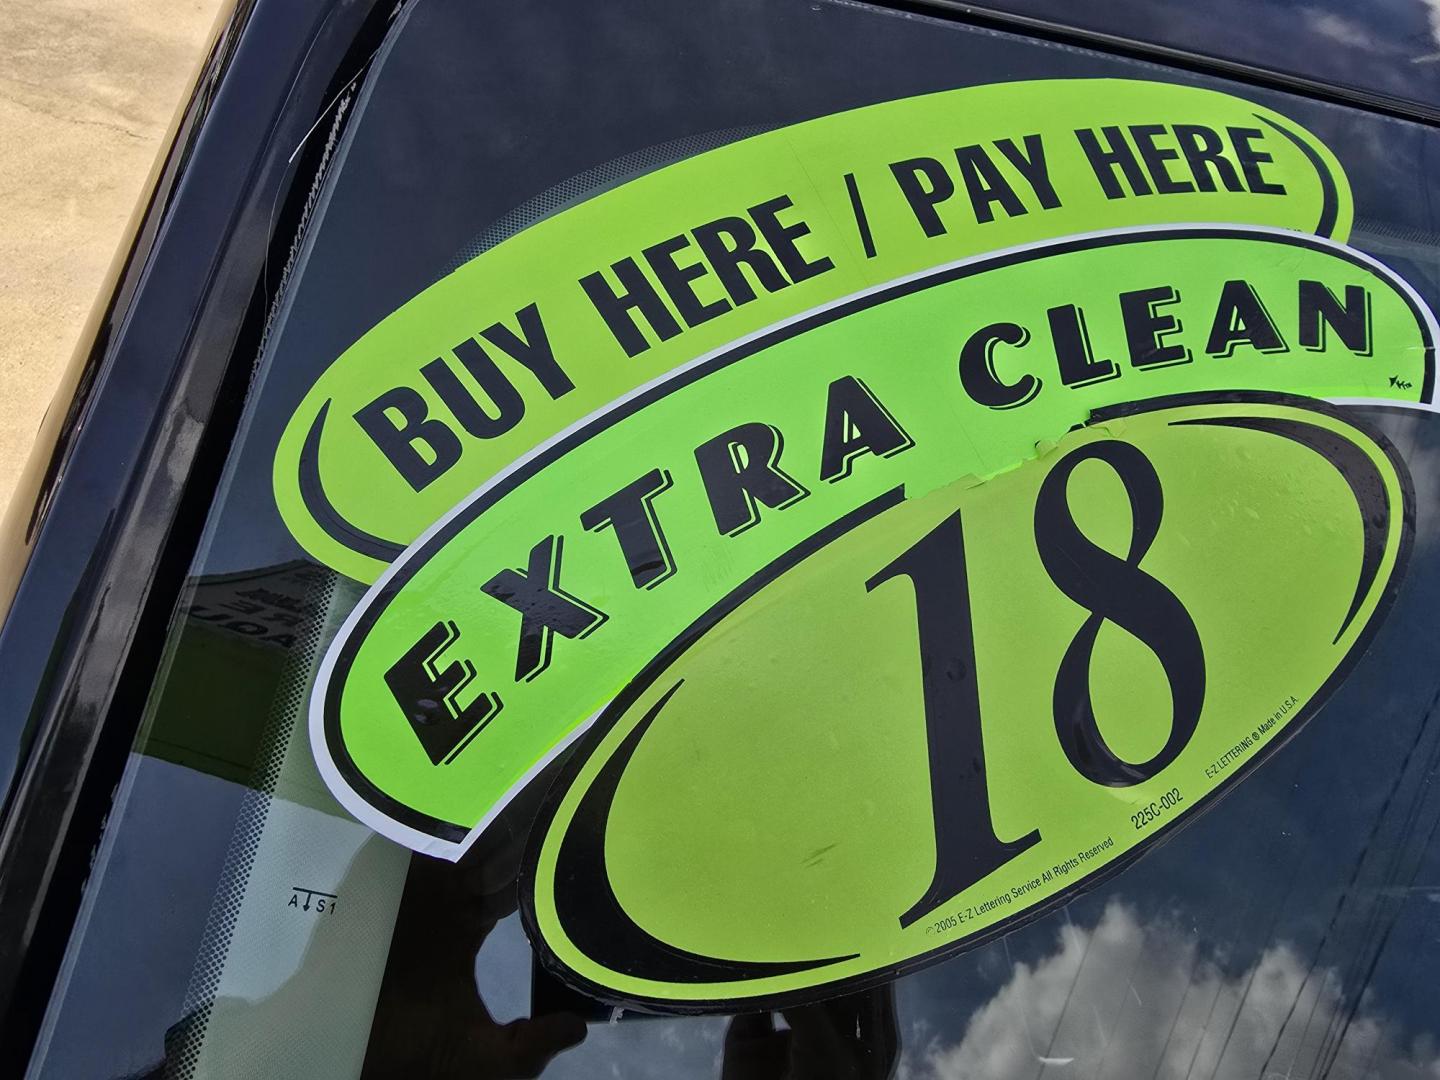 BUY HERE / PAY HERE
EXTRA CLEAN
18
225C-002
©2005 E-Z Lettering Service All Rights Reserved
E-Z LETTERING ® Made in U.S.A.
AS1